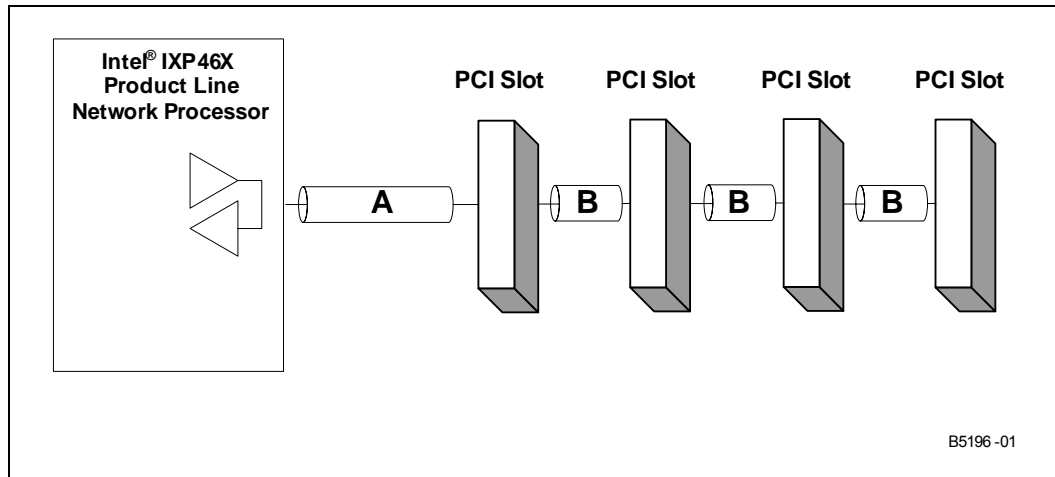 Intel® IXP46X
Product Line
Network Processor
PCI Slot
PCI Slot
PCI Slot
PCI Slot
A
B
B
B
B5196 -01